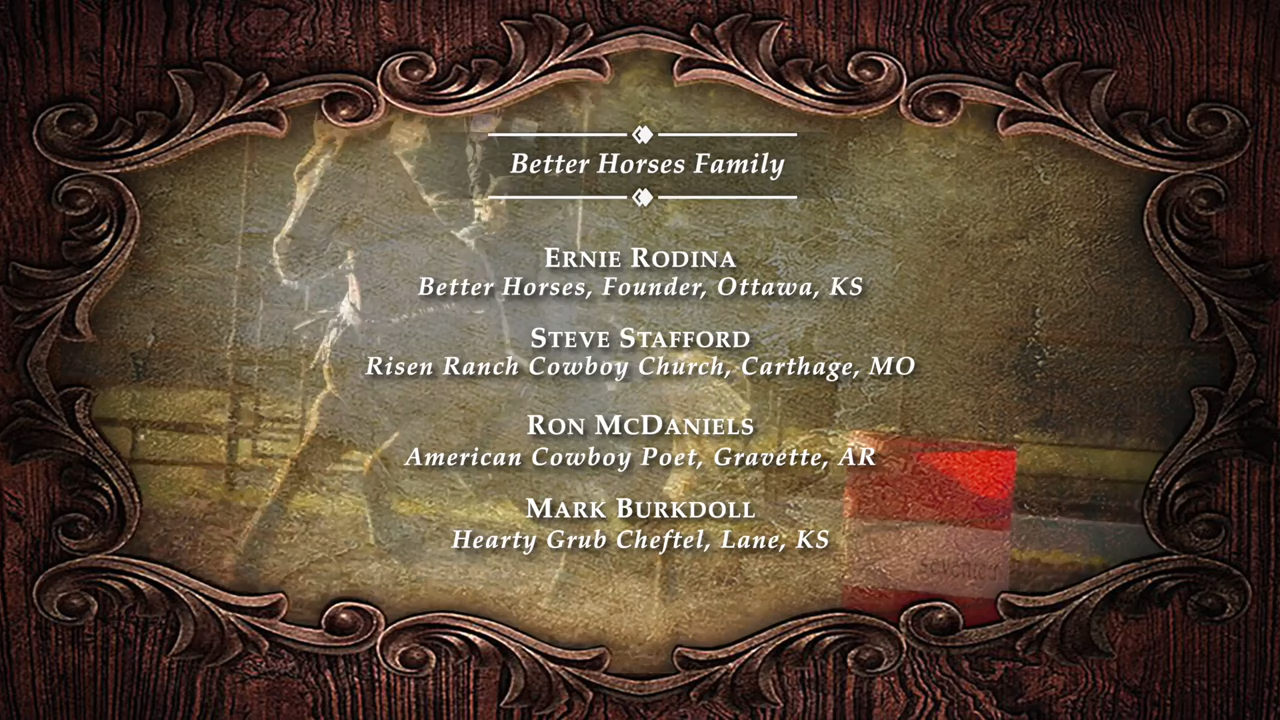 Better Horses Family
Ernie Rodina
Better Horses, Founder, Ottawa, KS
Steve Stafford
Risen Ranch Cowboy Church, Carthage, MO
Ron McDaniels
American Cowboy Poet, Gravette, AR
Mark Burkdoll
Hearty Grub Cheftel, Lane, KS